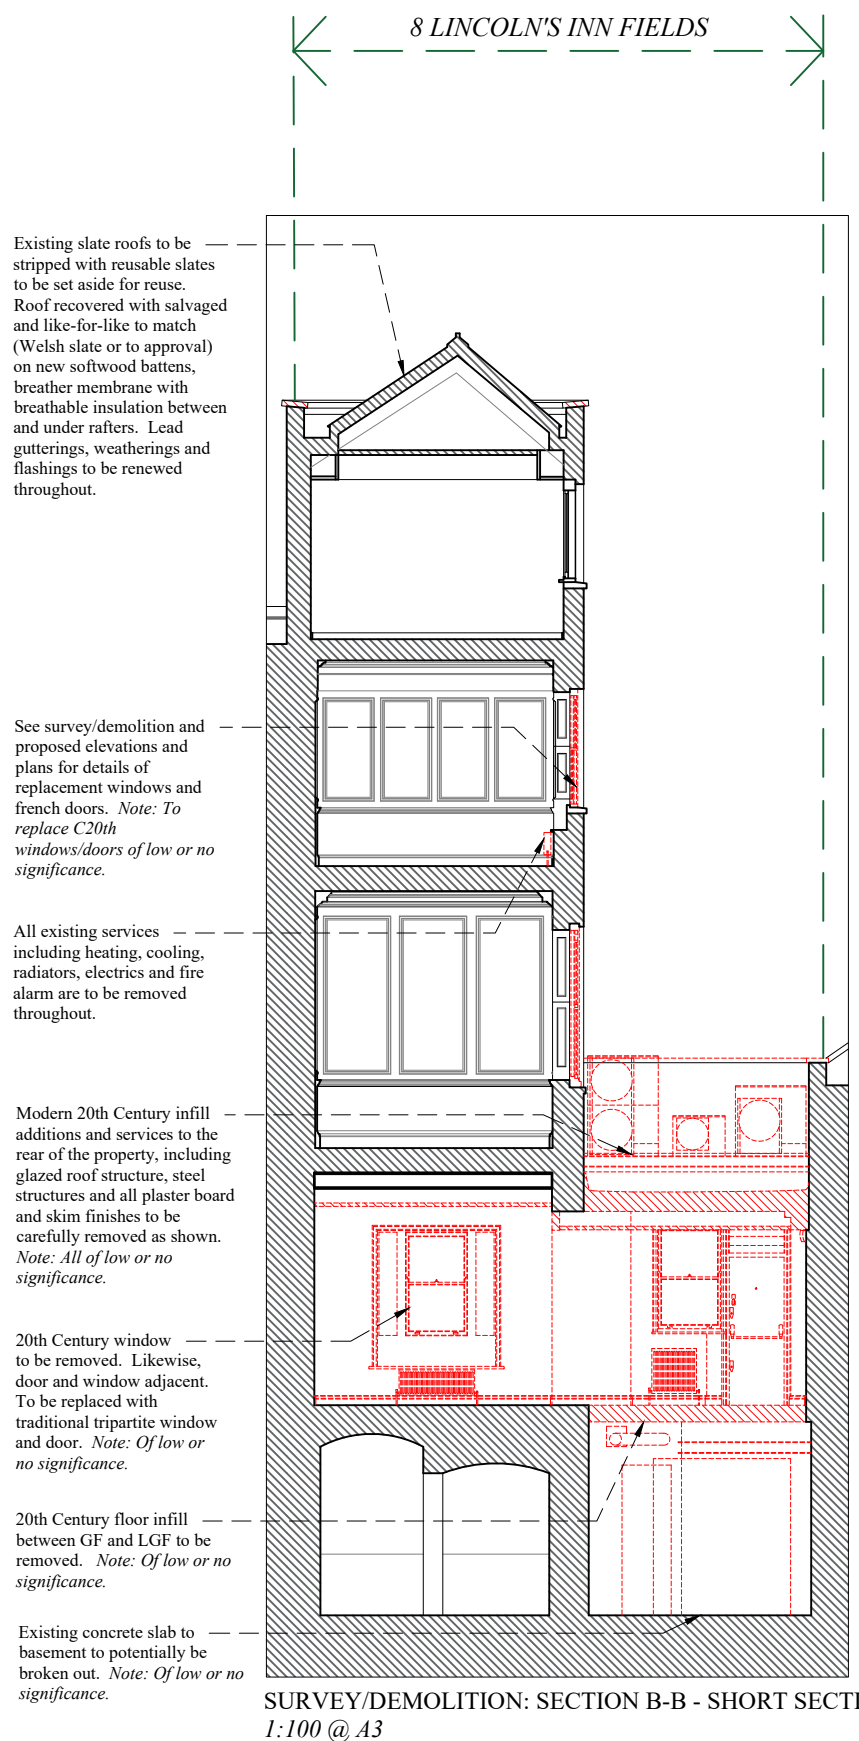 8 LINCOLN'S INN FIELDS
Existing slate roofs to be
stripped with reusable slates
to be set aside for reuse.
Roof recovered with salvaged
and like-for-like to match
(Welsh slate or to approval)
on new softwood battens,
breather membrane with
breathable insulation between
and under rafters. Lead
gutterings, weatherings and
flashings to be renewed
throughout.
See survey/demolition and
proposed elevations and
plans for details of
replacement windows and
french doors. Note: To
replace C20th
windows/doors of low or no
significance.
All existing services
including heating, cooling,
radiators, electrics and fire
alarm are to be removed
throughout.
Modern 20th Century infill
additions and services to the
rear of the property, including
glazed roof structure, steel
structures and all plaster board
and skim finishes to be
carefully removed as shown.
Note: All of low or no
significance.
20th Century window
to be removed. Likewise,
door and window adjacent.
To be replaced with
traditional tripartite window
and door. Note: Of low or
no significance.
20th Century floor infill
between GF and LGF to be
removed. Note: Of low or no
significance.
Existing concrete slab to
basement to potentially be
broken out. Note: Of low or no
significance.
SURVEY/DEMOLITION: SECTION B-B - SHORT SECTI
1:100 @ A3